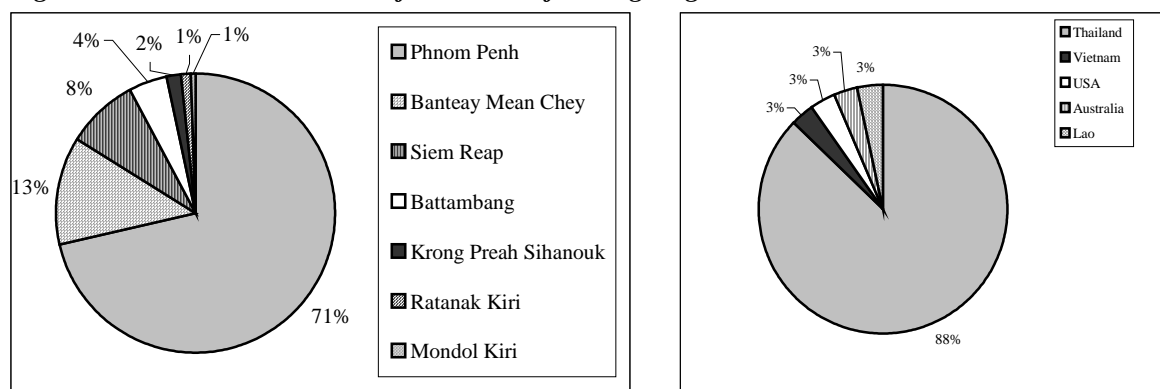 4%
2%
1%
1%
8%
13%
71%
Phnom Penh
Banteay Mean Chey
Siem Reap
Battambang
Krong Preah Sihanouk
Ratanak Kiri
Mondol Kiri
3%
3%
3%
3%
88%
Thailand
Vietnam
USA
Australia
Lao